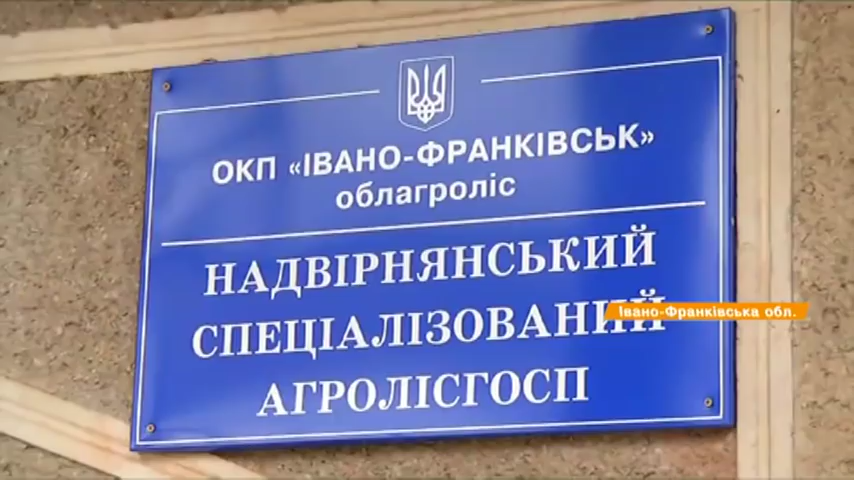 ОКП «ІВАНО-ФРАНКІВСЬК»
облагроліс
НАДВІРНЯНСЬКИЙ
СПЕЦІАЛІЗОВАНИЙ
АГРОЛІСГОСП
Івано-Франківська обл.